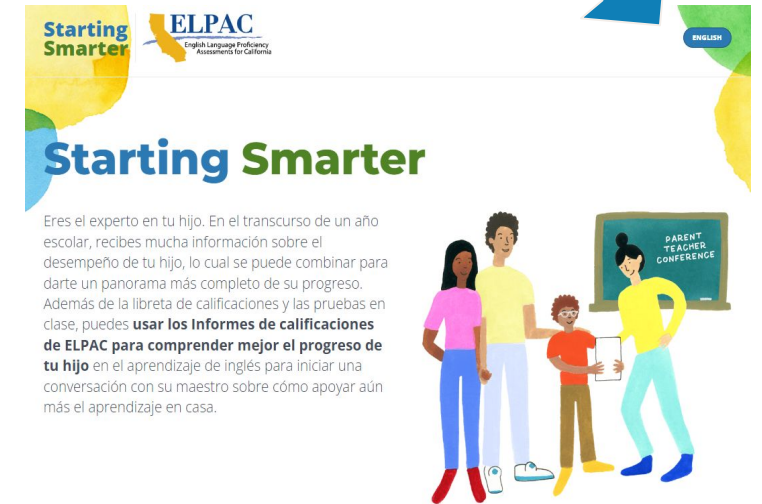 Starting
Smarter
ELPAC
English Language Proficiency
Assessments for California
ENGLISH
Starting Smarter
Eres el experto en tu hijo. En el transcurso de un año
escolar, recibes mucha información sobre el
desempeño de tu hijo, lo cual se puede combinar para
darte un panorama más completo de su progreso.
Además de la libreta de calificaciones y las pruebas en
clase, puedes usar los Informes de calificaciones
de ELPAC para comprender mejor el progreso de
tu hijo en el aprendizaje de inglés para iniciar una
conversación con su maestro sobre cómo apoyar aún
más el aprendizaje en casa.
PARENT
TEACHER
CONFERENCE